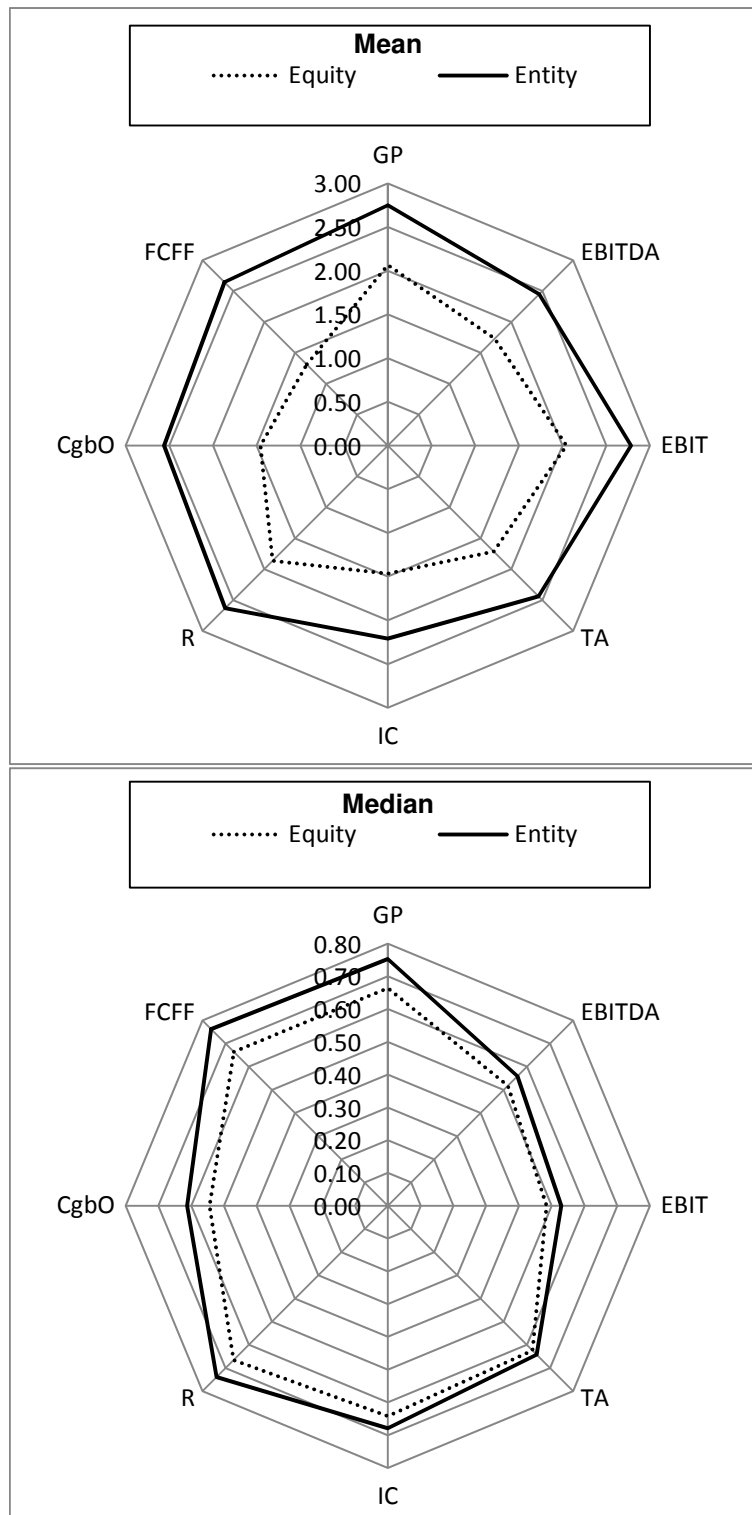 Mean
Equity Entity
GP
3.00
2.50
2.00
1.50
1.00
0.50
0.00
FCFF EBITDA
CgbO EBIT
R TA
IC
Median
Equity Entity
GP
0.80
0.70
0.60
0.50
0.40
0.30
0.20
0.10
0.00
FCFF EBITDA
CgbO EBIT
R TA
IC